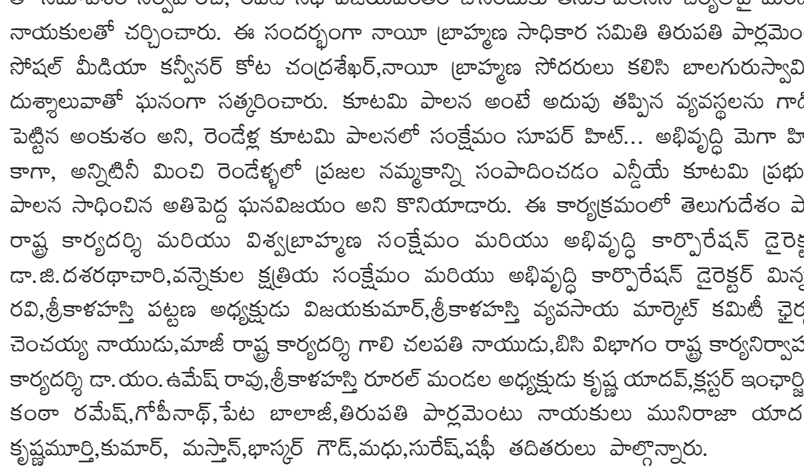 నాయకులతో చర్చించారు. ఈ సందర్భంగా నాయీ బ్రాహ్మణ సాధికార సమితి తిరుపతి
సోషల్ మీడియా కన్వీనర్ కోట చంద్రశేఖర్,నాయీ బ్రాహ్మణ సోదరులు కలిసి
దుశ్శాలువాతో ఘనంగా సత్కరించారు. కూటమి పాలన అంటే అదుపు తప్పిన వ్యవస్థలను
పెట్టిన అంకుశం అని, రెండేళ్ల కూటమి పాలనలో సంక్షేమం సూపర్ హిట్... అభివృద్ధి మెగా
కాగా, అన్నిటినీ మించి రెండేళ్ళలో ప్రజల నమ్మకాన్ని సంపాదించడం ఎన్డీయే కూటమి
పాలన సాధించిన అతిపెద్ద ఘనవిజయం అని కొనియాడారు. ఈ కార్యక్రమంలో తెలుగుదేశం
రాష్ట్ర కార్యదర్శి మరియు విశ్వబ్రాహ్మణ సంక్షేమం మరియు అభివృద్ధి కార్పొరేషన్
డా.జి.దశరథాచారి,వన్నెకుల క్షత్రియ సంక్షేమం మరియు అభివృద్ధి కార్పొరేషన్ డైరెక్టర్
రవి,శ్రీకాళహస్తి పట్టణ అధ్యక్షుడు విజయకుమార్,శ్రీకాళహస్తి వ్యవసాయ మార్కెట్ కమిటీ
చెంచయ్య నాయుడు,మాజీ రాష్ట్ర కార్యదర్శి గాలి చలపతి నాయుడు,బిసి విభాగం రాష్ట్ర
కార్యదర్శి డా.యం.ఉమేష్ రావు,శ్రీకాళహస్తి రూరల్ మండల అధ్యక్షుడు కృష్ణ యాదవ్,క్లస్టర్
కంఠా రమేష్,గోపీనాథ్,పేట బాలాజీ,తిరుపతి పార్లమెంటు నాయకులు మునిరాజా
కృష్ణమూర్తి,కుమార్, మస్తాన్,భాస్కర్ గౌడ్,మధు,సురేష్,షఫీ తదితరులు పాల్గొన్నారు.